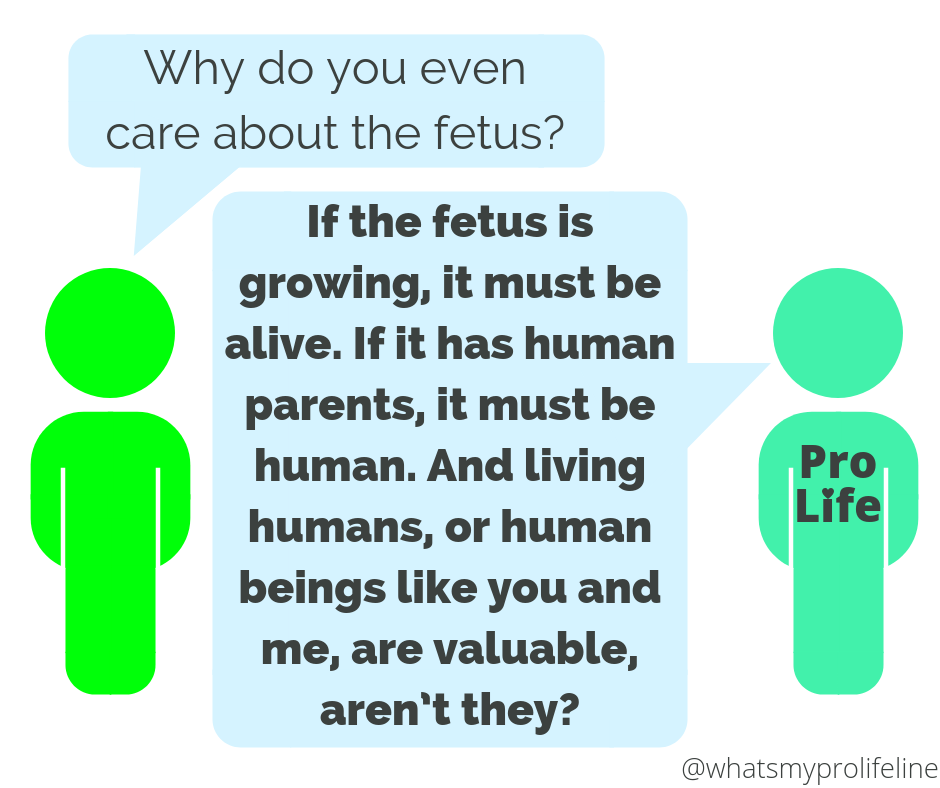 Why do you even
care about the fetus?
If the fetus is
growing, it must be
alive. If it has human
parents, it must be
human. And living
humans, or human
beings like you and
me, are valuable,
aren’t they?
Pro
Life
@whatsmyprolifeline